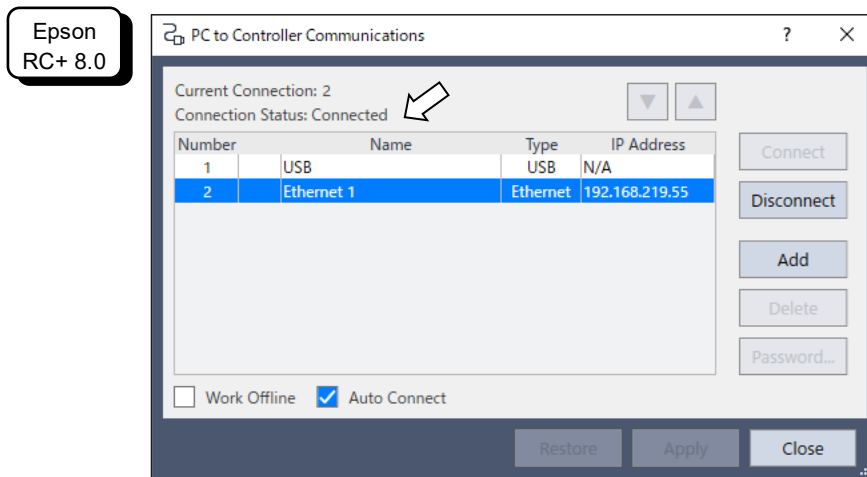 Epson
RC+ 8.0
PC to Controller Communications
Current Connection: 2
Connection Status: Connected
Number Name Type IP Address
1 USB USB N/A
2 Ethernet 1 Ethernet 192.168.219.55
Connect
Disconnect
Add
Delete
Password...
Work Offline Auto Connect
Restore Apply Close